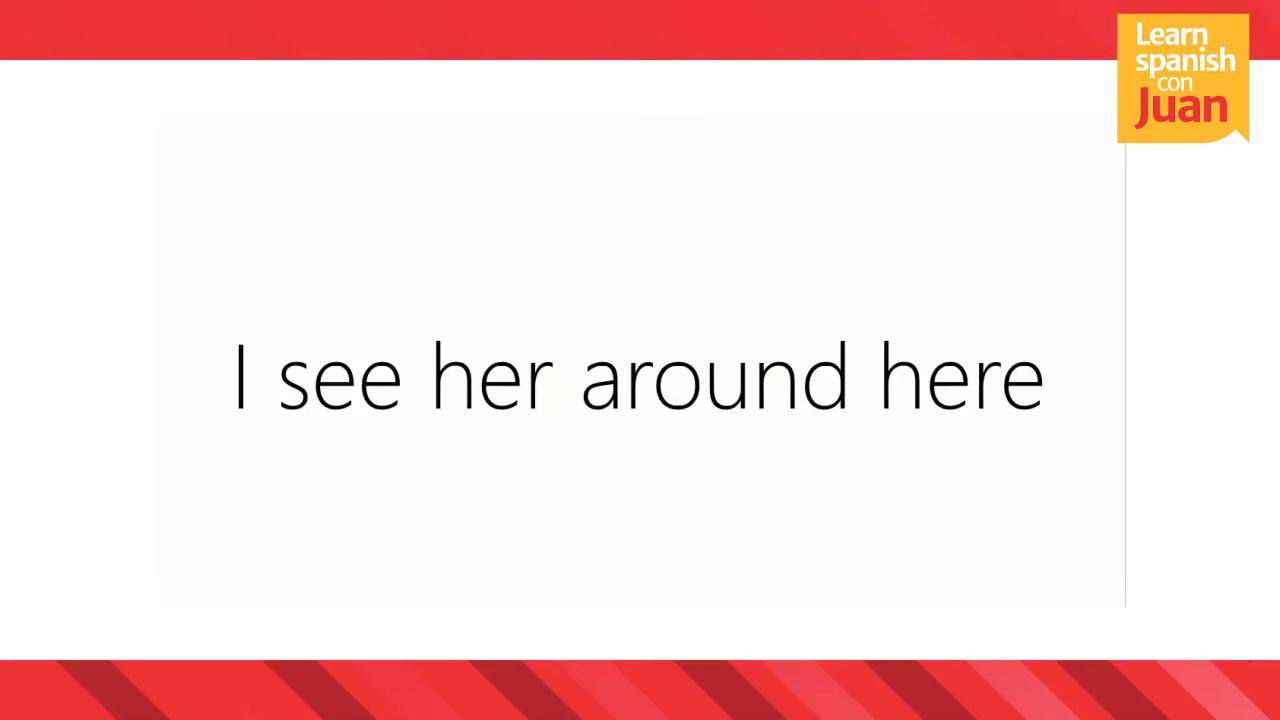 Learn
spanish
con
Juan
I see her around here